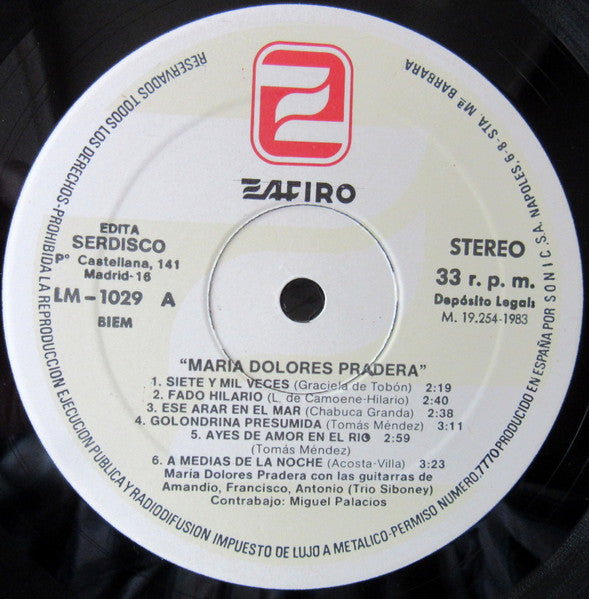 ZAFIRO
EDITA
SERDISCO
Pº Castellana, 141
Madrid-16
LM-1029 A
BIEM
STEREO
33 r. p. m.
Depósito Legal:
M. 19.254-1983
"MARIA DOLORES PRADERA"
1. SIETE Y MIL VECES (Graciela de Tobón) 2:19
2. FADO HILARIO (L. de Camoene-Hilario) 2:40
3. ESE ARAR EN EL MAR (Chabuca Granda) 2:38
4. GOLONDRINA PRESUMIDA (Tomás Méndez) 3:11
5. AYES DE AMOR EN EL RIO 2:59
(Tomás Méndez)
6. A MEDIAS DE LA NOCHE (Acosta-Villa) 3:23
María Dolores Pradera con las guitarras de
Amandio, Francisco, Antonio (Trio Siboney)
Contrabajo: Miguel Palacios
RESERVADOS TODOS LOS DERECHOS-PROHIBIDA LA REPRODUCCION EJECUCION PUBLICA Y RADIODIFUSION IMPUESTO DE LUJO A METALICO-PERMISO NUMERO 7770 PRODUCIDO EN ESPAÑA POR SONIC S.A. NAPOLES, 6-8-STA Mª BARBARA